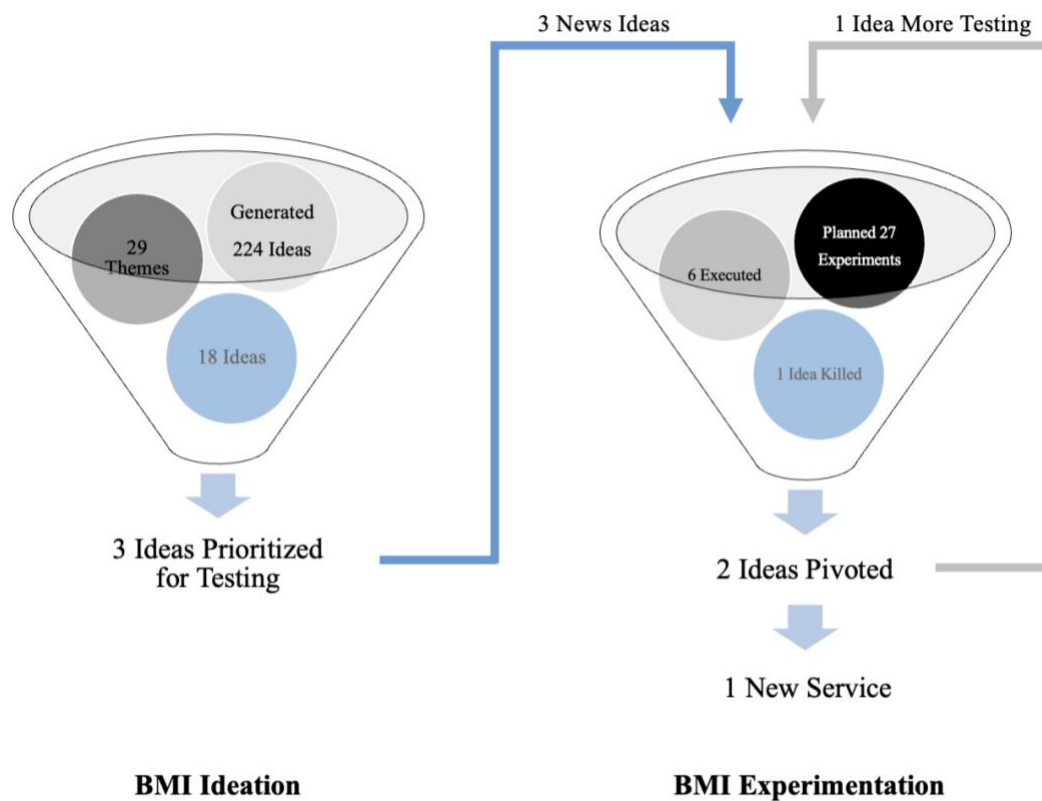 3 News Ideas
1 Idea More Testing
Generated
224 Ideas
29
Themes
18 Ideas
3 Ideas Prioritized
for Testing
Planned 27
Experiments
6 Executed
1 Idea Killed
2 Ideas Pivoted
1 New Service
BMI Ideation
BMI Experimentation